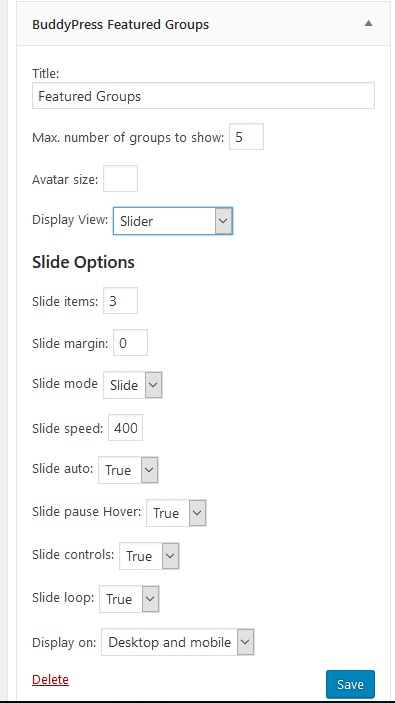 BuddyPress Featured Groups
Title:
Featured Groups
Max. number of groups to show: 5
Avatar size:
Display View: Slider
Slide Options
Slide items: 3
Slide margin: 0
Slide mode Slide
Slide speed: 400
Slide auto: True
Slide pause Hover: True
Slide controls: True
Slide loop: True
Display on: Desktop and mobile
Delete Save